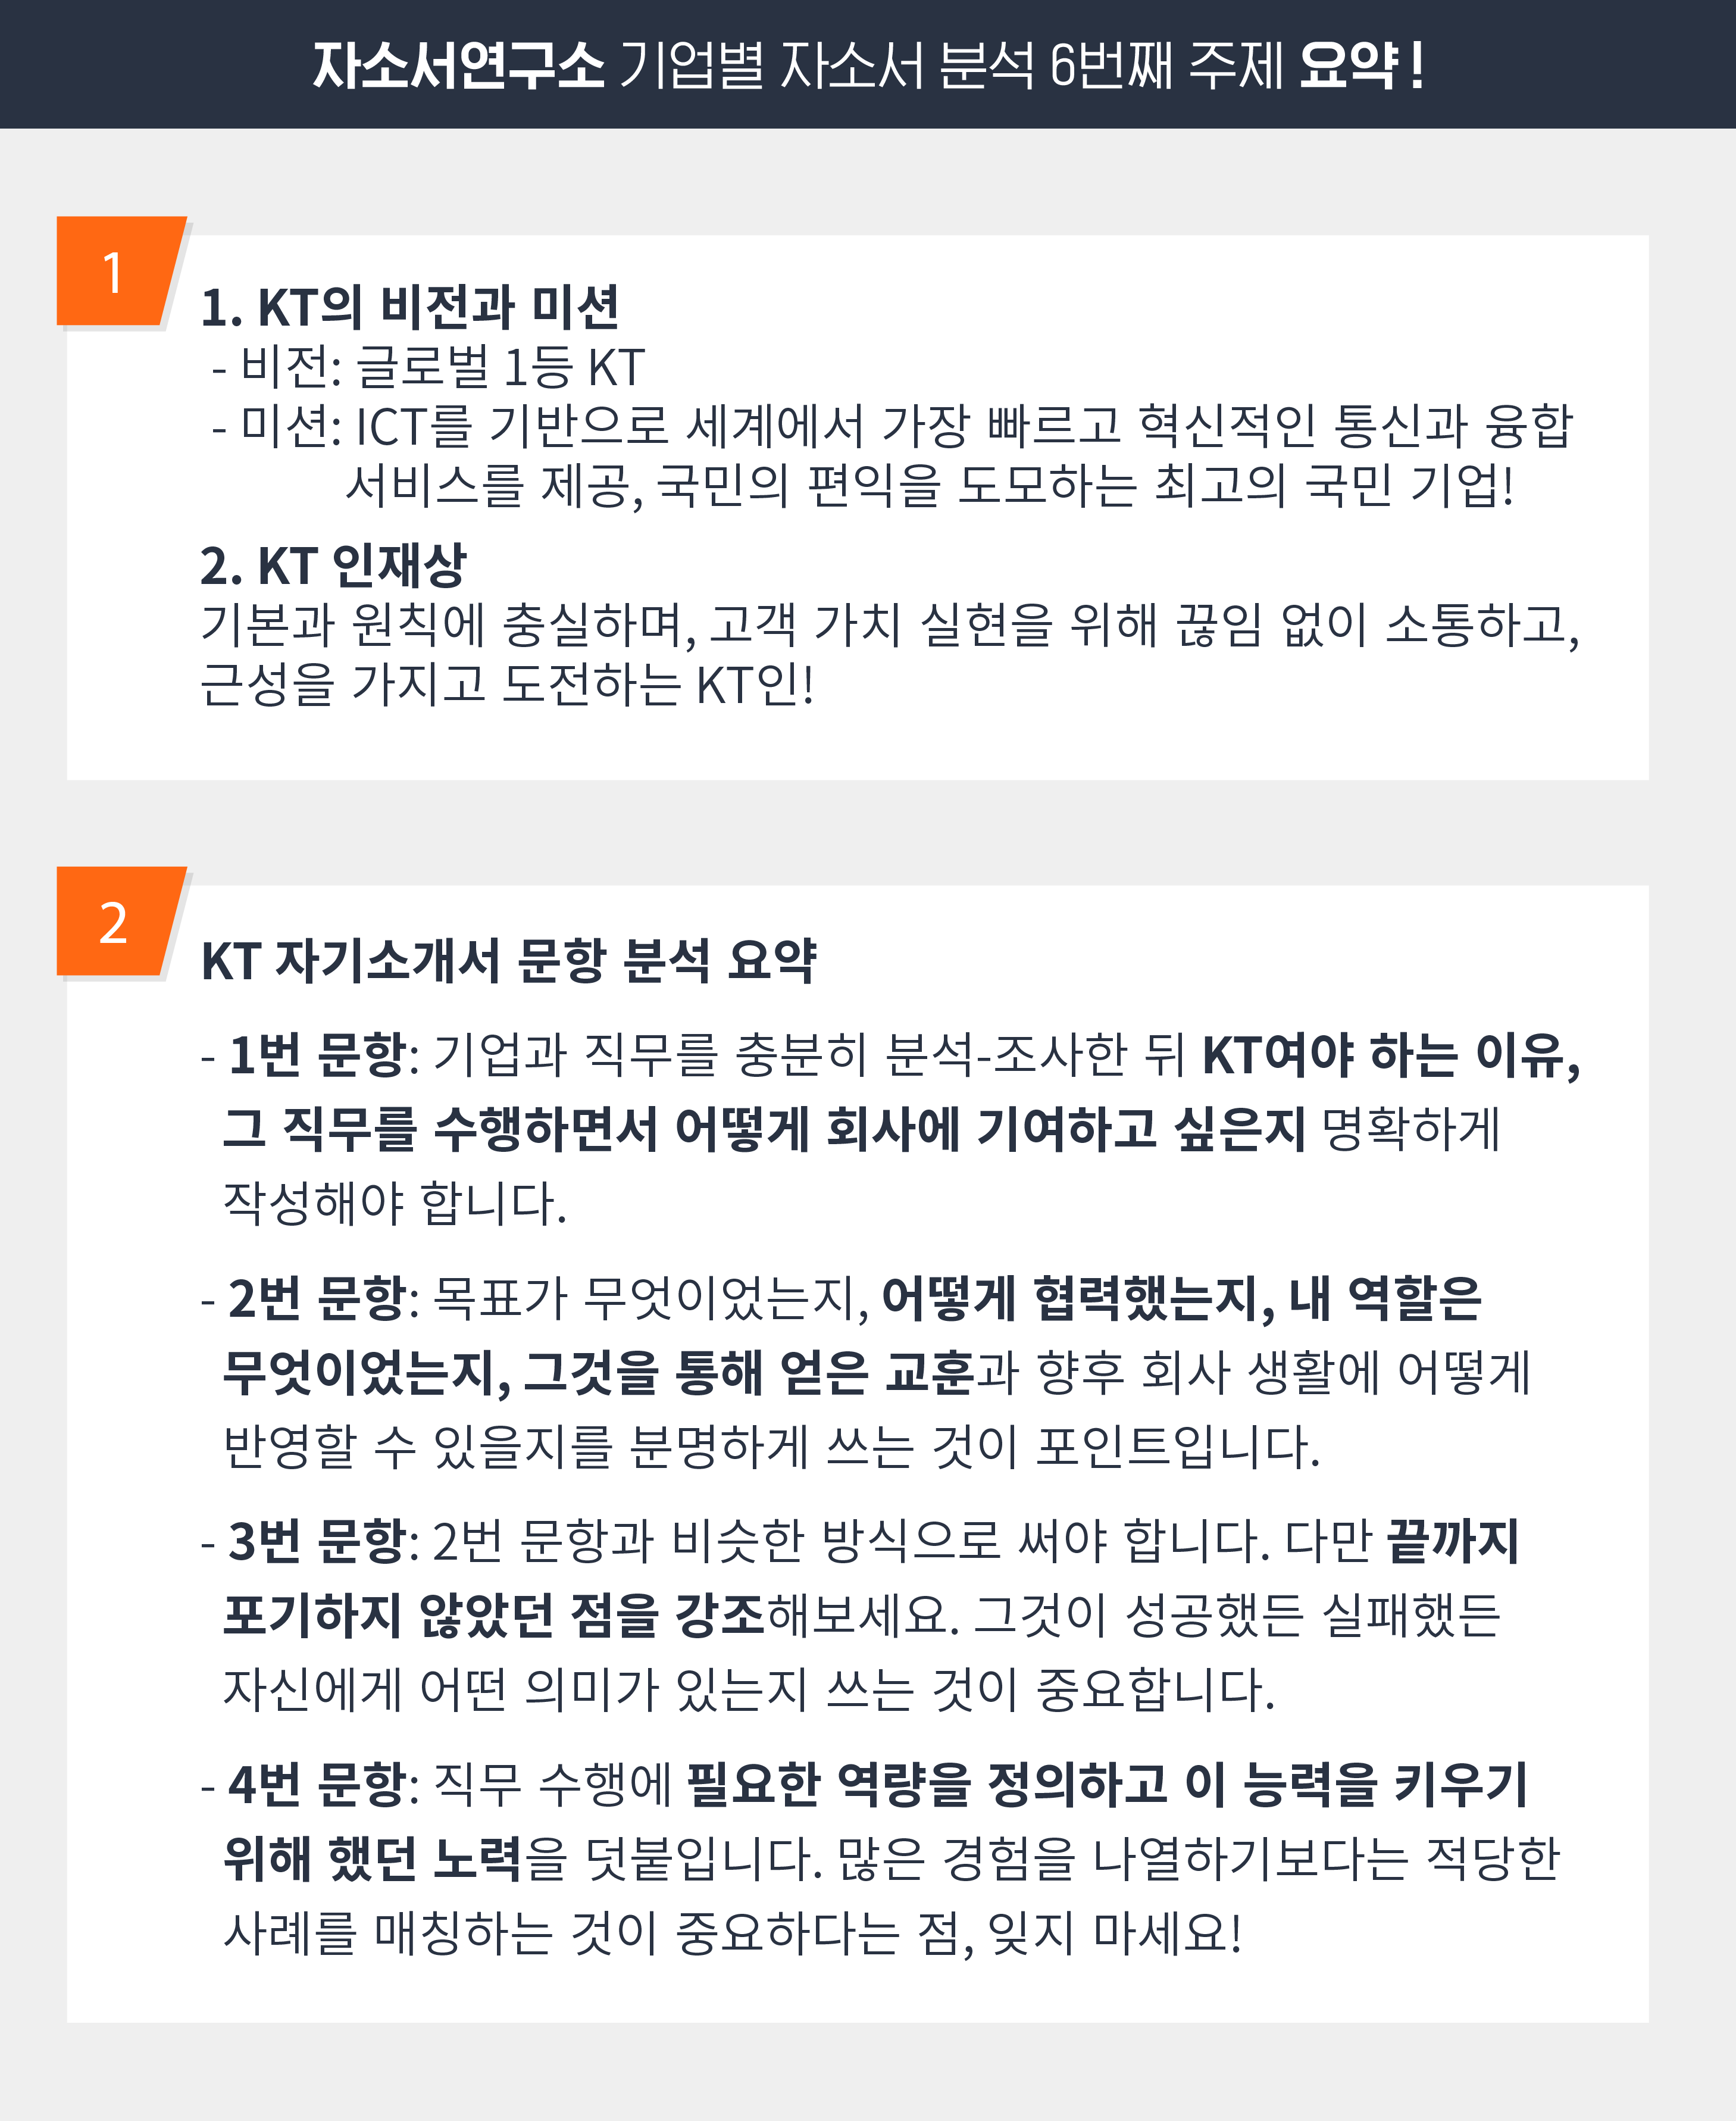 자소서연구소 기업별 자소서 분석 6번째 주제 요약!
1
1. KT의 비전과 미션
- 비전: 글로벌 1등 KT
- 미션: ICT를 기반으로 세계에서 가장 빠르고 혁신적인 통신과 융합
서비스를 제공, 국민의 편익을 도모하는 최고의 국민 기업!
2. KT 인재상
기본과 원칙에 충실하며, 고객 가치 실현을 위해 끊임 없이 소통하고,
근성을 가지고 도전하는 KT인!
2
KT 자기소개서 문항 분석 요약
- 1번 문항: 기업과 직무를 충분히 분석-조사한 뒤 KT여야 하는 이유,
그 직무를 수행하면서 어떻게 회사에 기여하고 싶은지 명확하게
작성해야 합니다.
- 2번 문항: 목표가 무엇이었는지, 어떻게 협력했는지, 내 역할은
무엇이었는지, 그것을 통해 얻은 교훈과 향후 회사 생활에 어떻게
반영할 수 있을지를 분명하게 쓰는 것이 포인트입니다.
- 3번 문항: 2번 문항과 비슷한 방식으로 써야 합니다. 다만 끝까지
포기하지 않았던 점을 강조해보세요. 그것이 성공했든 실패했든
자신에게 어떤 의미가 있는지 쓰는 것이 중요합니다.
- 4번 문항: 직무 수행에 필요한 역량을 정의하고 이 능력을 키우기
위해 했던 노력을 덧붙입니다. 많은 경험을 나열하기보다는 적당한
사례를 매칭하는 것이 중요하다는 점, 잊지 마세요!